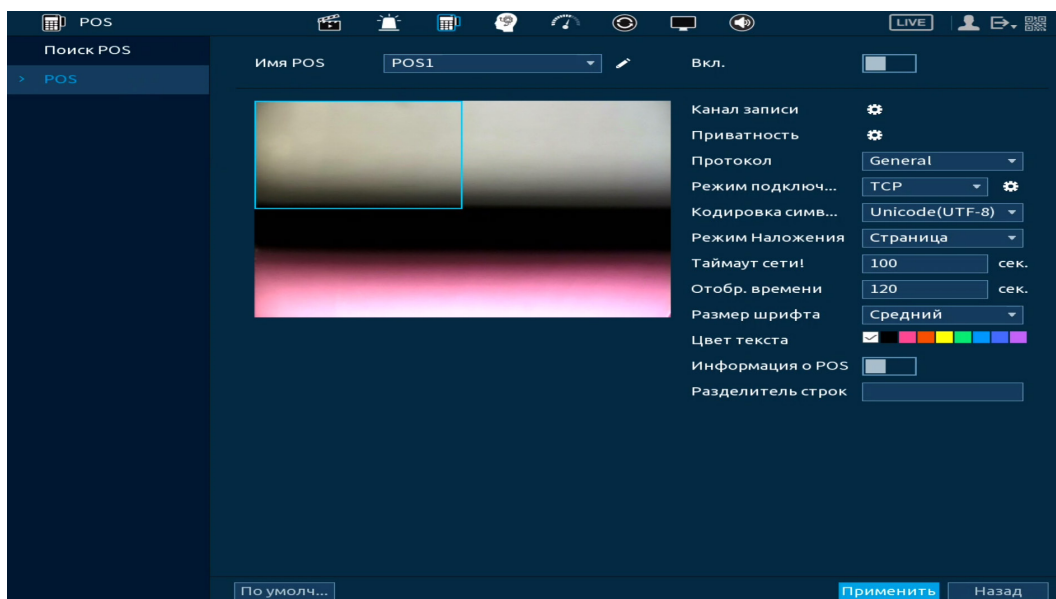 POS
LIVE
Поиск POS
> POS
Имя POS POS1 Вкл.
Канал записи
Приватность
Протокол General
Режим подключ... TCP
Кодировка симв... Unicode(UTF-8)
Режим Наложения Страница
Таймаут сети! 100 сек.
Отобр. времени 120 сек.
Размер шрифта Средний
Цвет текста
Информация о POS
Разделитель строк
По умолч... Применить Назад